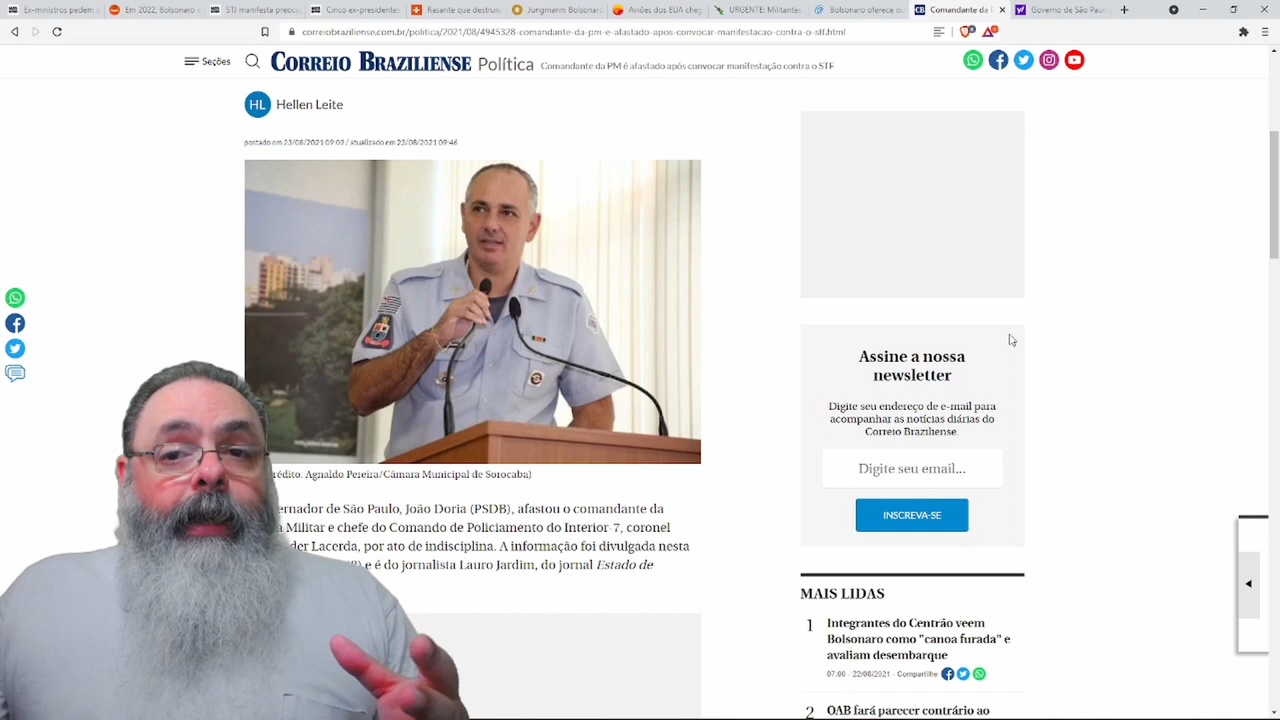 Ex-ministros pedem
Em 2022, Bolsonaro
STJ manifesta preocu
Cinco ex-presidentes
Rasante que destruiu
Jungmann: Bolsonar
Aviões dos EUA cheg
URGENTE: Militantes
Bolsonaro oferece ou
Comandante da P
Governo de São Paul
correiobraziliense.com.br/politica/2021/08/4945328-comandante-da-pm-e-afastado-apos-convocar-manifestacao-contra-o-stf.html
Seções CORREIO BRAZILIENSE Política Comandante da PM é afastado após convocar manifestação contra o STF
HL Hellen Leite
postado em 23/08/2021 09:09 / atualizado em 23/08/2021 09:46
rédito: Agnaldo Pereira/Câmara Municipal de Sorocaba)
ernador de São Paulo, João Doria (PSDB), afastou o comandante da
a Militar e chefe do Comando de Policiamento do Interior-7, coronel
der Lacerda, por ato de indisciplina. A informação foi divulgada nesta
e é do jornalista Lauro Jardim, do jornal Estado de
Assine a nossa
newsletter
Digite seu endereço de e-mail para
acompanhar as notícias diárias do
Correio Braziliense.
Digite seu email...
INSCREVA-SE
MAIS LIDAS
1 Integrantes do Centrão veem
Bolsonaro como "canoa furada" e
avaliam desembarque
07:00 - 22/08/2021 - Compartilhe
2 OAB fará parecer contrário ao